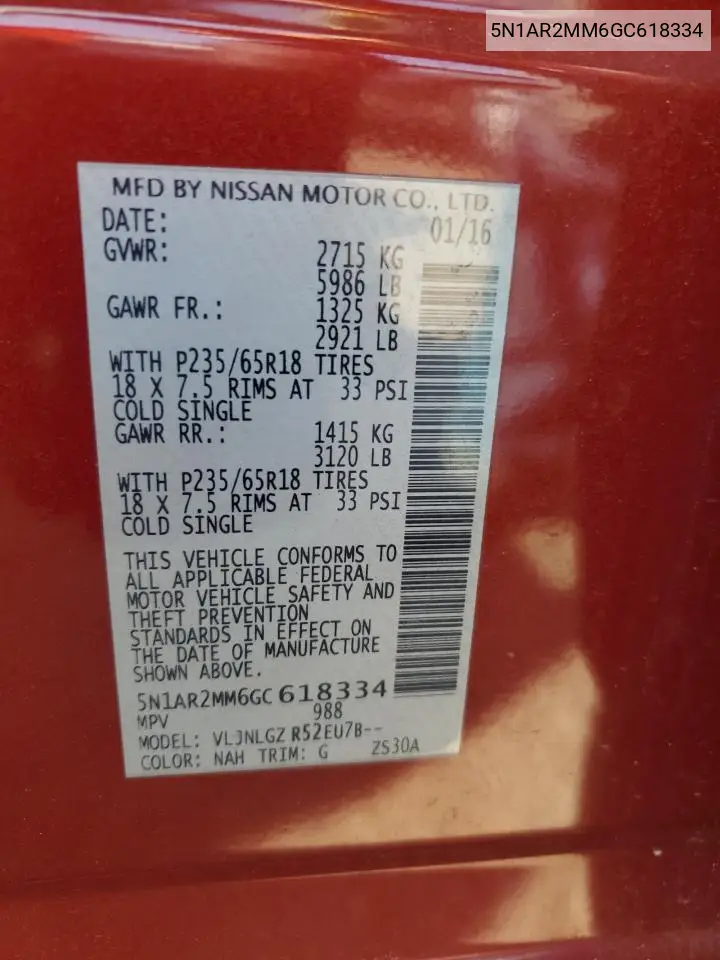 5N1AR2MM6GC618334
MFD BY NISSAN MOTOR CO., LTD.
DATE: 01/16
GVWR: 2715 KG
5986 LB
GAWR FR.: 1325 KG
2921 LB
WITH P235/65R18 TIRES
18 X 7.5 RIMS AT 33 PSI
COLD SINGLE
GAWR RR.: 1415 KG
3120 LB
WITH P235/65R18 TIRES
18 X 7.5 RIMS AT 33 PSI
COLD SINGLE
THIS VEHICLE CONFORMS TO
ALL APPLICABLE FEDERAL
MOTOR VEHICLE SAFETY AND
THEFT PREVENTION
STANDARDS IN EFFECT ON
THE DATE OF MANUFACTURE
SHOWN ABOVE.
5N1AR2MM6GC618334
MPV 988
MODEL: VLJNLGZ R52EU7B--
COLOR: NAH TRIM: G ZS30A